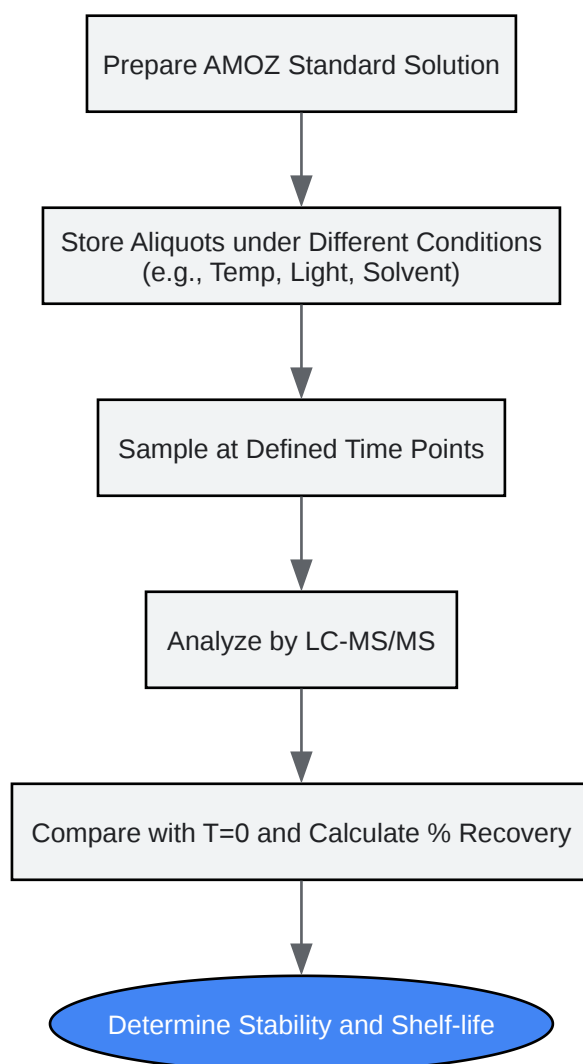 Prepare AMOZ Standard Solution
Store Aliquots under Different Conditions
(e.g., Temp, Light, Solvent)
Sample at Defined Time Points
Analyze by LC-MS/MS
Compare with T=0 and Calculate % Recovery
Determine Stability and Shelf-life